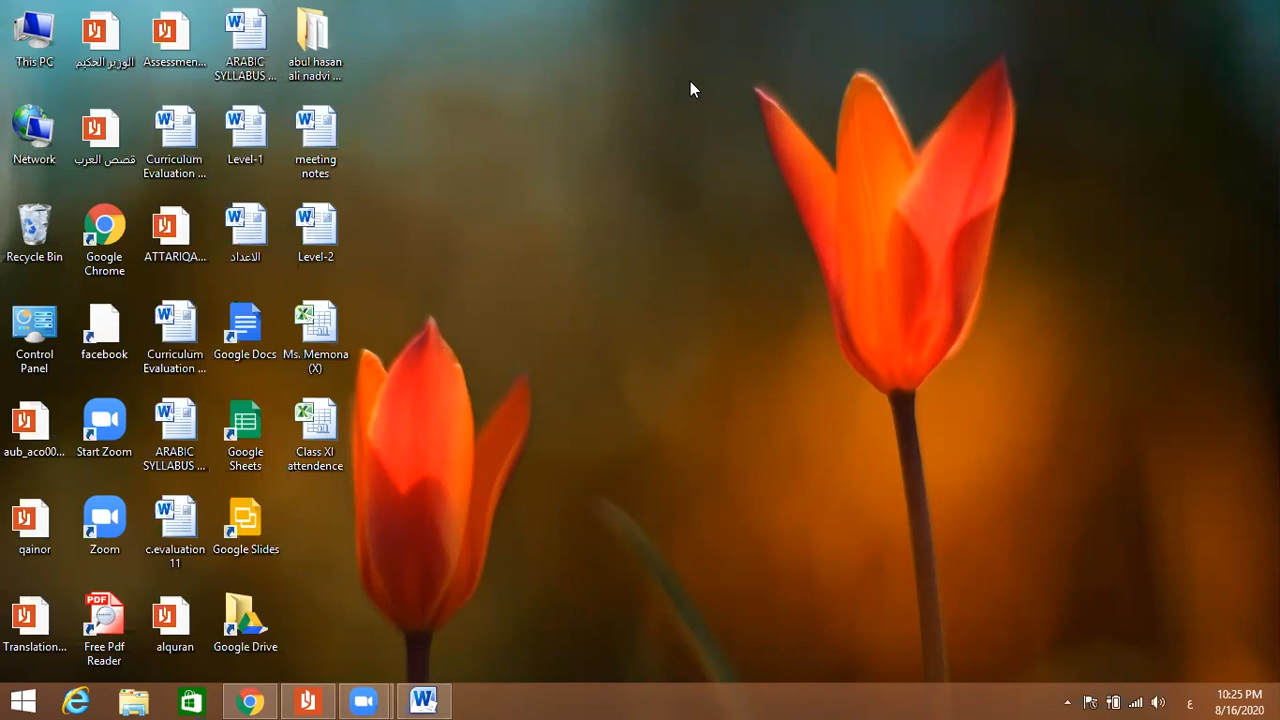 This PC
الوزير الحكيم
Assessmen...
ARABIC
SYLLABUS ...
abul hasan
ali nadvi ...
Network
قصص العرب
Curriculum
Evaluation ...
Level-1
meeting
notes
Recycle Bin
Google
Chrome
ATTARIQA...
الاعداد
Level-2
Control
Panel
facebook
Curriculum
Evaluation ...
Google Docs
Ms. Memona
(X)
aub_aco00...
Start Zoom
ARABIC
SYLLABUS ...
Google
Sheets
Class XI
attendence
qainor
Zoom
c.evaluation
11
Google Slides
Translation...
PDF
Free Pdf
Reader
alquran
Google Drive
ع
10:25 PM
8/16/2020